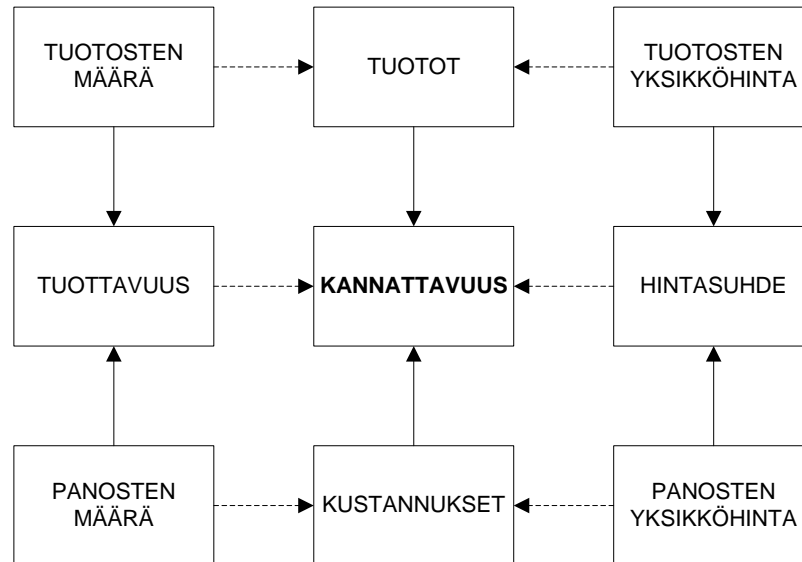 TUOTOSTEN
MÄÄRÄ
TUOTOT
TUOTOSTEN
YKSIKKÖHINTA
TUOTTAVUUS
KANNATTAVUUS
HINTASUHDE
PANOSTEN
MÄÄRÄ
KUSTANNUKSET
PANOSTEN
YKSIKKÖHINTA